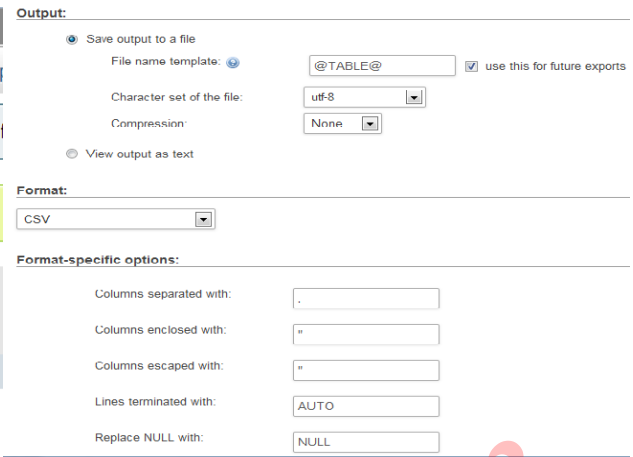 Output:
Save output to a file
File name template: @TABLE@ use this for future exports
Character set of the file: utf-8
Compression: None
View output as text
Format:
CSV
Format-specific options:
Columns separated with: ,
Columns enclosed with: "
Columns escaped with: "
Lines terminated with: AUTO
Replace NULL with: NULL